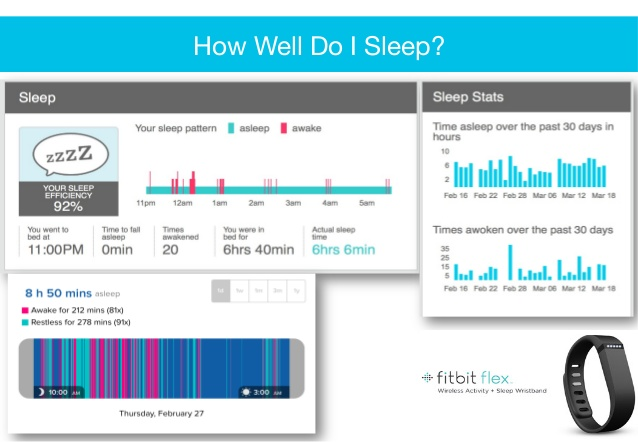 How Well Do I Sleep?
Sleep
zzzZ
YOUR SLEEP
EFFICIENCY
92%
Your sleep pattern asleep awake
11pm 12am 1am 2am 3am 4am 5am
You went to
bed at
11:00PM
Time to fall
asleep
0min
Times
awakened
20
You were in
bed for
6hrs 40min
Actual sleep
time
6hrs 6min
Sleep Stats
Time asleep over the past 30 days in
hours
10
6
2
Feb 16 Feb 22 Feb 28 Mar 06 Mar 12 Mar 18
Times awoken over the past 30 days
35
25
15
5
Feb 16 Feb 22 Feb 28 Mar 06 Mar 12 Mar 18
8 h 50 mins asleep
Awake for 212 mins (81x)
Restless for 278 mins (91x)
10:00 AM
3:00 AM
Thursday, February 27
fitbit flex
Wireless Activity + Sleep Wristband